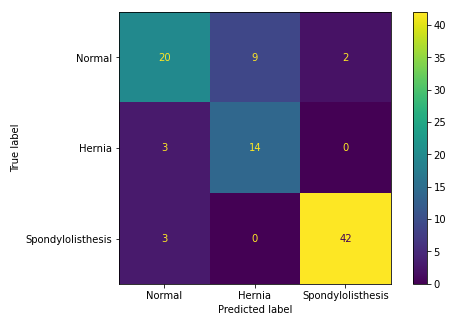 True label
Normal
20 9 2
Hernia
3 14 0
Spondylolisthesis
3 0 42
Normal Hernia Spondylolisthesis
Predicted label
40
35
30
25
20
15
10
5
0